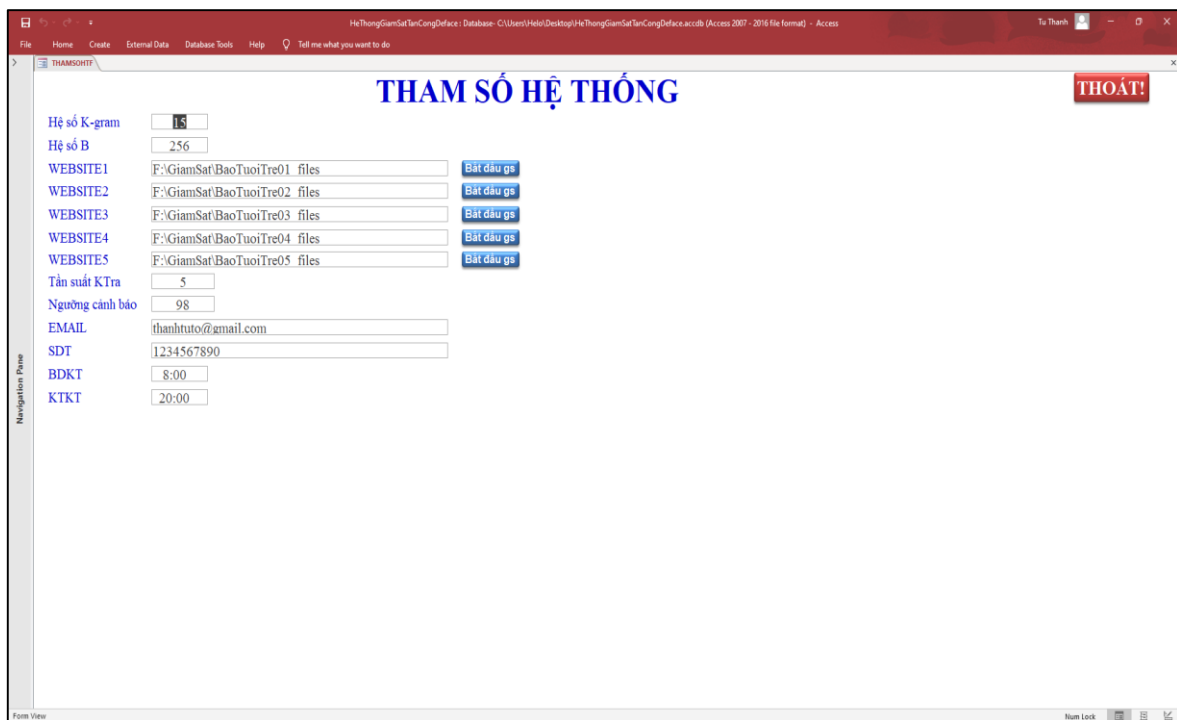 HeThongGiamSatTanCongDeface : Database- C:\Users\Helo\Desktop\HeThongGiamSatTanCongDeface.accdb (Access 2007 - 2016 file format) - Access
Tu Thanh
File Home Create External Data Database Tools Help Tell me what you want to do
THAMSOHTF
THAM SỐ HỆ THỐNG
THOÁT!
Hệ số K-gram 15
Hệ số B 256
WEBSITE1 F:\GiamSat\BaoTuoiTre01_files Bắt đầu gs
WEBSITE2 F:\GiamSat\BaoTuoiTre02_files Bắt đầu gs
WEBSITE3 F:\GiamSat\BaoTuoiTre03_files Bắt đầu gs
WEBSITE4 F:\GiamSat\BaoTuoiTre04_files Bắt đầu gs
WEBSITE5 F:\GiamSat\BaoTuoiTre05_files Bắt đầu gs
Tần suất KTra 5
Ngưỡng cảnh báo 98
EMAIL thanhtuto@gmail.com
SDT 1234567890
BDKT 8:00
KTKT 20:00
Navigation Pane
Form View
Num Lock